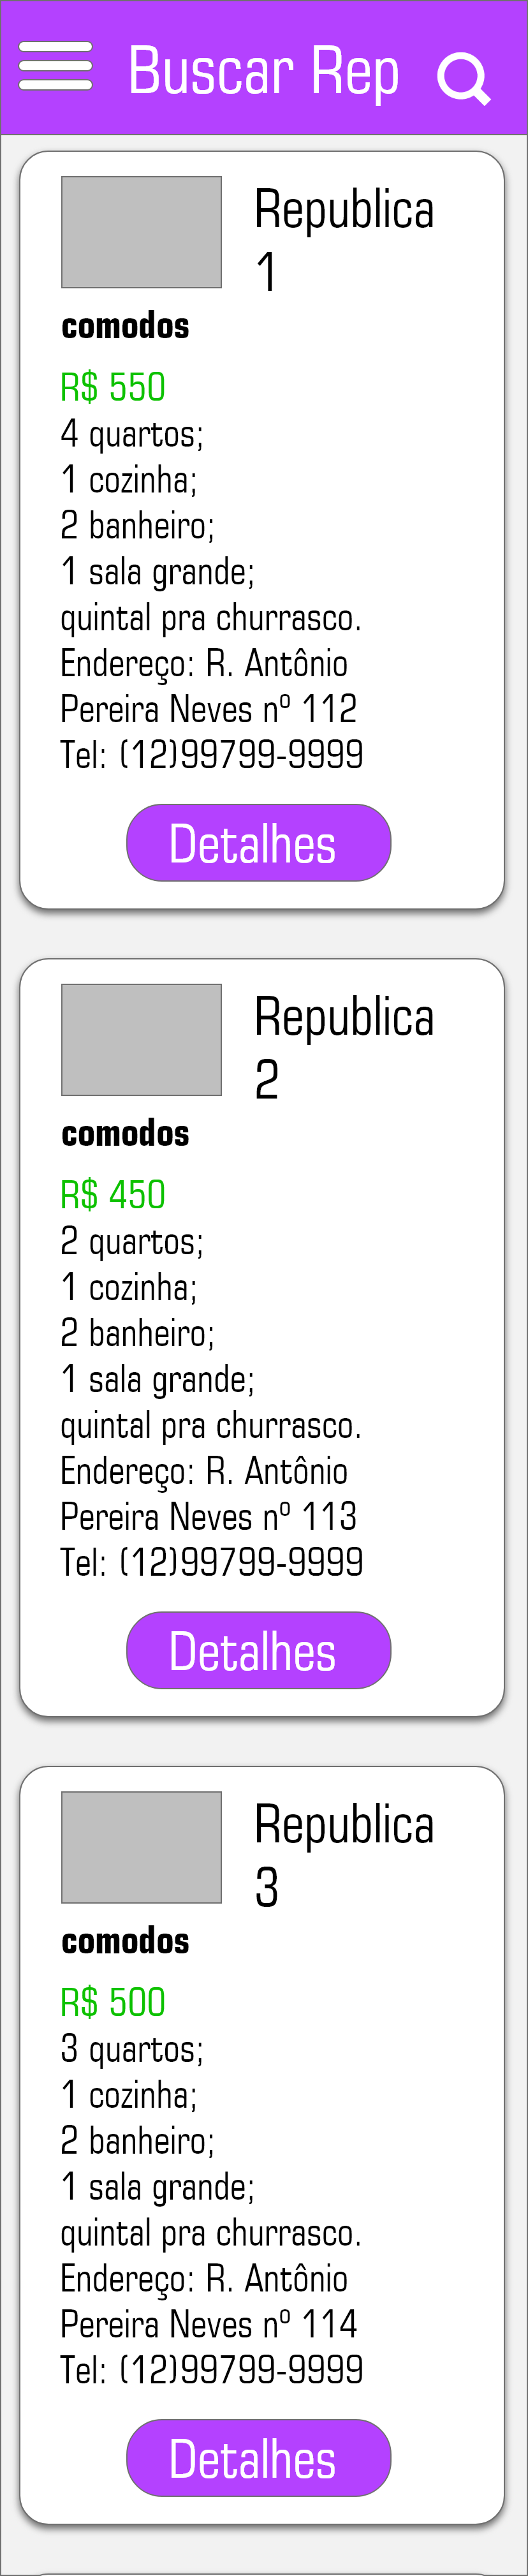 Buscar Rep
Republica
1
comodos
R$ 550
4 quartos;
1 cozinha;
2 banheiro;
1 sala grande;
quintal pra churrasco.
Endereço: R. Antônio
Pereira Neves nº 112
Tel: (12)99799-9999
Detalhes
Republica
2
comodos
R$ 450
2 quartos;
1 cozinha;
2 banheiro;
1 sala grande;
quintal pra churrasco.
Endereço: R. Antônio
Pereira Neves nº 113
Tel: (12)99799-9999
Detalhes
Republica
3
comodos
R$ 500
3 quartos;
1 cozinha;
2 banheiro;
1 sala grande;
quintal pra churrasco.
Endereço: R. Antônio
Pereira Neves nº 114
Tel: (12)99799-9999
Detalhes